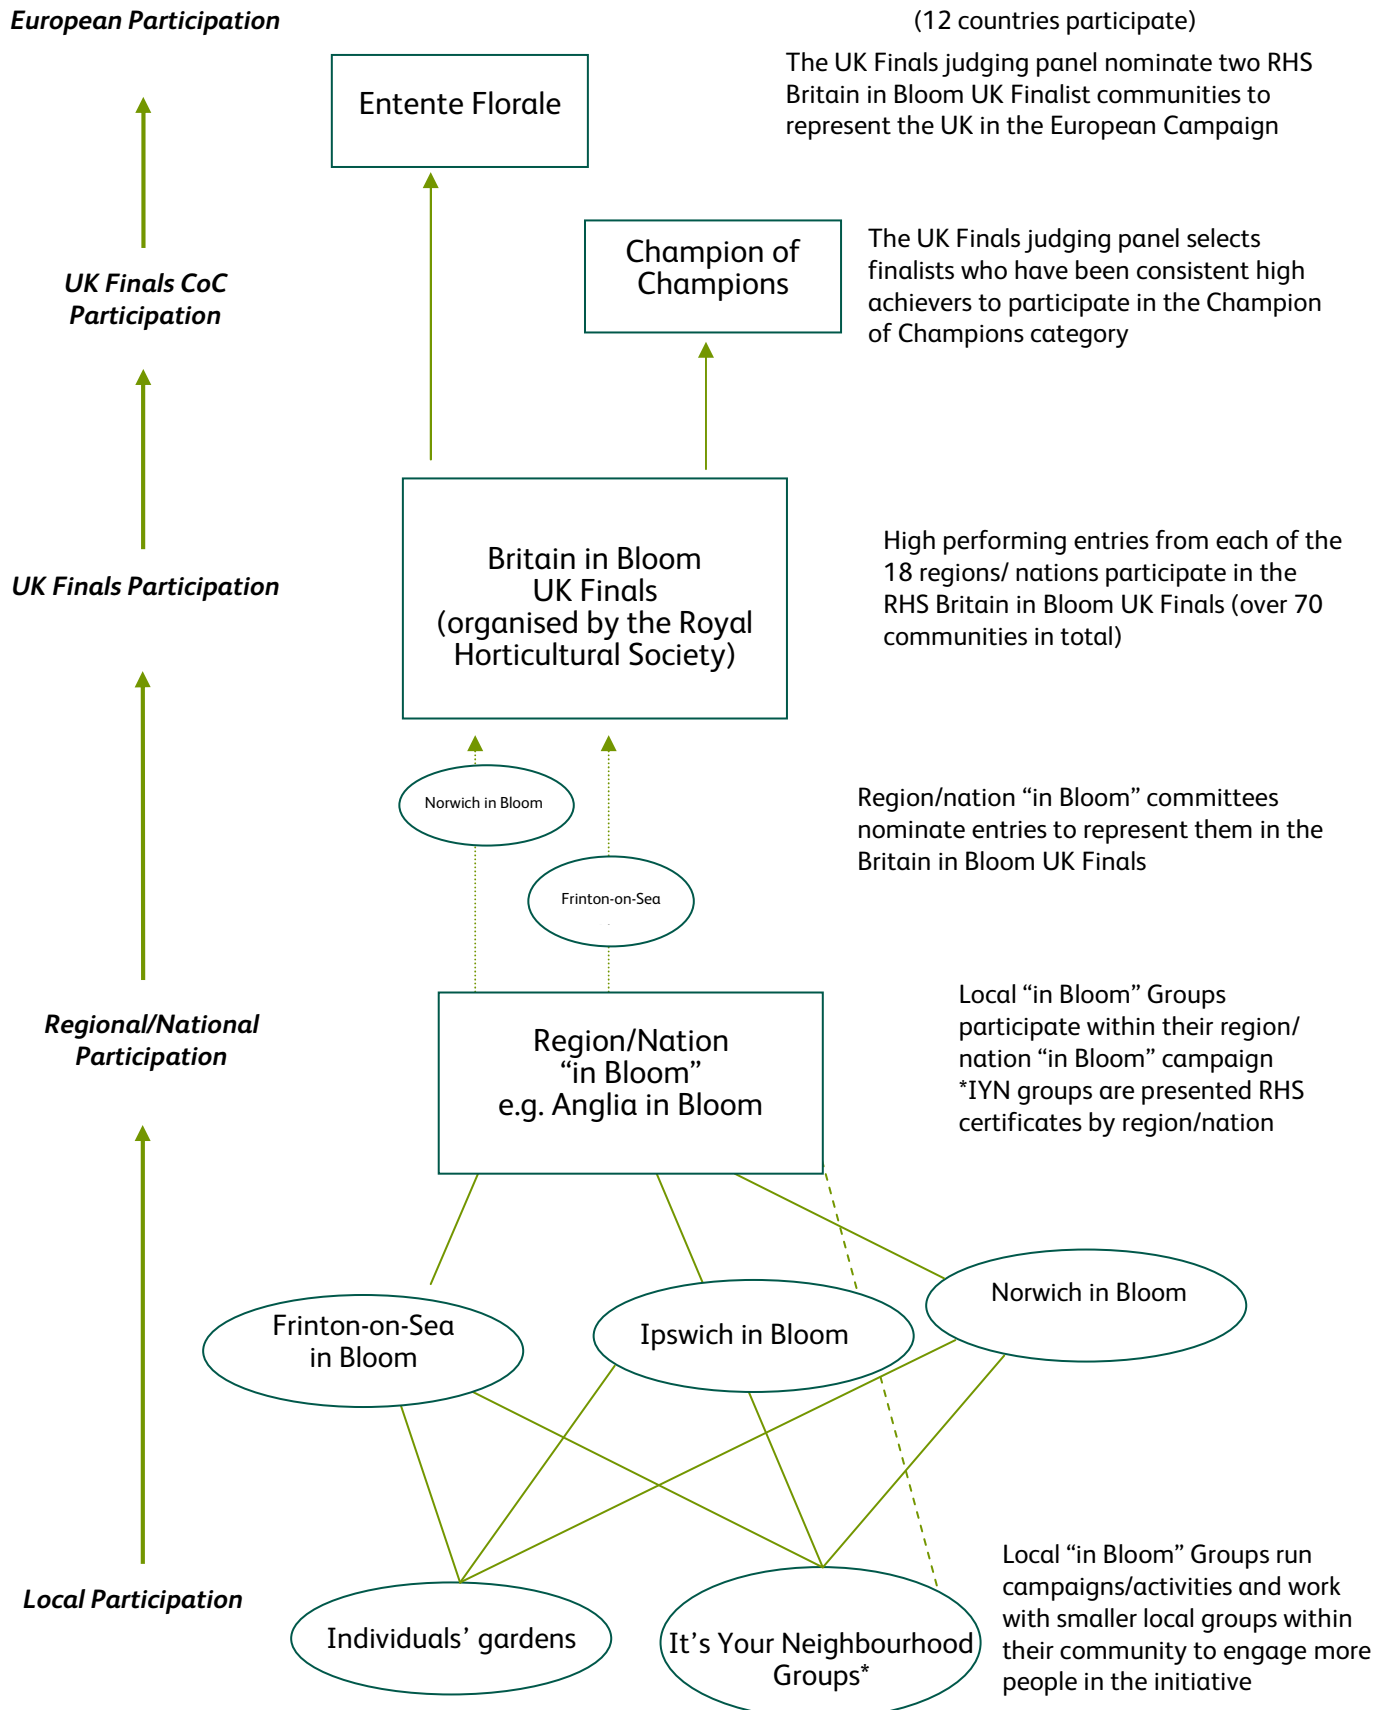 European Participation
(12 countries participate)
The UK Finals judging panel nominate two RHS
Britain in Bloom UK Finalist communities to
represent the UK in the European Campaign
Entente Florale
Champion of
Champions
The UK Finals judging panel selects
finalists who have been consistent high
achievers to participate in the Champion
of Champions category
UK Finals CoC
Participation
Britain in Bloom
UK Finals
(organised by the Royal
Horticultural Society)
High performing entries from each of the
18 regions/ nations participate in the
RHS Britain in Bloom UK Finals (over 70
communities in total)
UK Finals Participation
Norwich in Bloom
Frinton-on-Sea
Region/nation “in Bloom” committees
nominate entries to represent them in the
Britain in Bloom UK Finals
Regional/National
Participation
Region/Nation
“in Bloom”
e.g. Anglia in Bloom
Local “in Bloom” Groups
participate within their region/
nation “in Bloom” campaign
*IYN groups are presented RHS
certificates by region/nation
Frinton-on-Sea
in Bloom
Ipswich in Bloom
Norwich in Bloom
Local Participation
Individuals’ gardens
It’s Your Neighbourhood
Groups*
Local “in Bloom” Groups run
campaigns/activities and work
with smaller local groups within
their community to engage more
people in the initiative